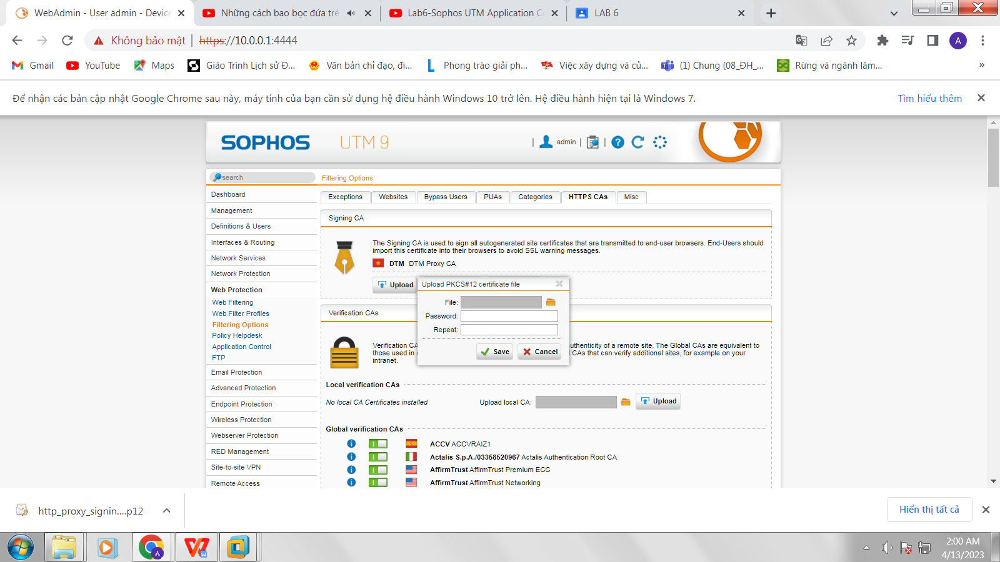 WebAdmin - User admin - Device
Những cách bao bọc đứa trẻ
Lab6-Sophos UTM Application Co
LAB 6
Không bảo mật
https://10.0.0.1:4444
A
Gmail
YouTube
Maps
Giáo Trình Lịch sử Đ...
Văn bản chỉ đạo, đi...
Phong trào giải ph...
Việc xây dựng và củ...
(1) Chung (08_ĐH_...
Rừng và ngành lâm...
»
Để nhận các bản cập nhật Google Chrome sau này, máy tính của bạn cần sử dụng hệ điều hành Windows 10 trở lên. Hệ điều hành hiện tại là Windows 7.
Tìm hiểu thêm
SOPHOS
UTM 9
| admin | |
search
Filtering Options
Dashboard
Management
Definitions & Users
Interfaces & Routing
Network Services
Network Protection
Web Protection
Web Filtering
Web Filter Profiles
Filtering Options
Policy Helpdesk
Application Control
FTP
Email Protection
Advanced Protection
Endpoint Protection
Wireless Protection
Webserver Protection
RED Management
Site-to-site VPN
Remote Access
Exceptions
Websites
Bypass Users
PUAs
Categories
HTTPS CAs
Misc
Signing CA
The Signing CA is used to sign all autogenerated site certificates that are transmitted to end-user browsers. End-Users should
import this certificate into their browsers to avoid SSL warning messages.
DTM DTM Proxy CA
Upload
Upload PKCS#12 certificate file
File:
Password:
Repeat:
Save
Cancel
Verification CAs
Verification CA
uthenticity of a remote site. The Global CAs are equivalent to
those used in
CAs that can verify additional sites, for example on your
intranet.
Local verification CAs
No local CA Certificates installed
Upload local CA:
Upload
Global verification CAs
ACCV ACCVRAIZ1
Actalis S.p.A./03358520967 Actalis Authentication Root CA
AffirmTrust AffirmTrust Premium ECC
AffirmTrust AffirmTrust Networking
http_proxy_signin....p12
Hiển thị tất cả
2:00 AM
4/13/2023